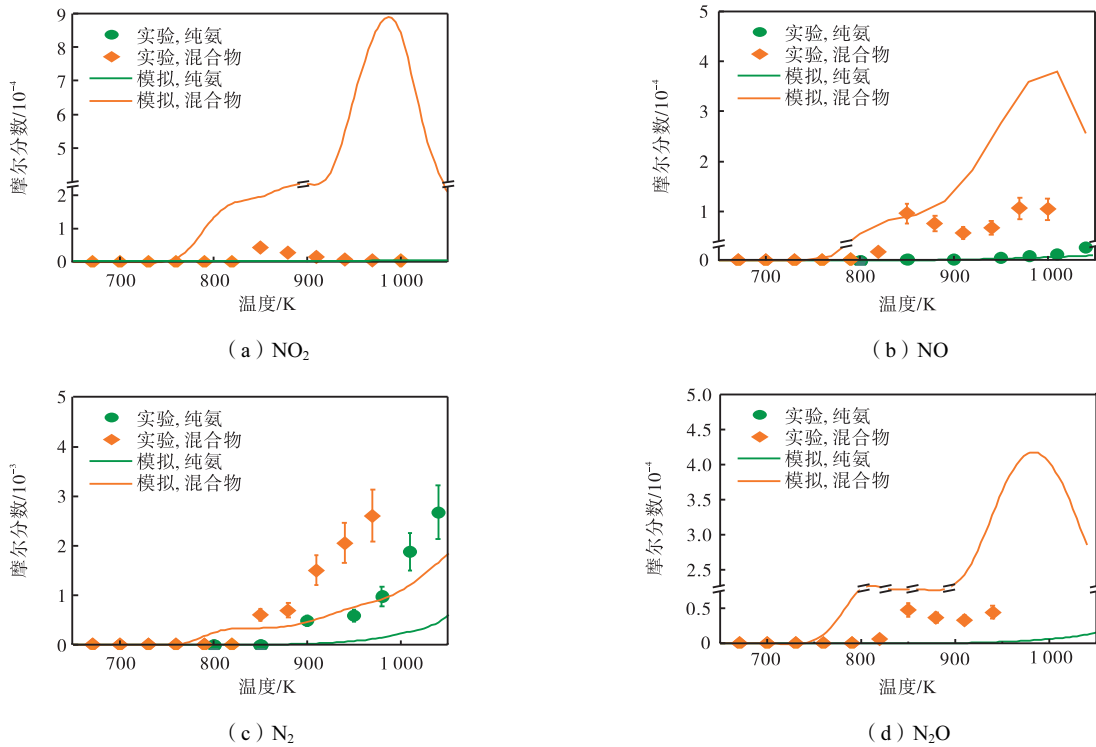 摩尔分数/10⁻⁴
9
8
7
6
5
4
2
1
0
实验, 纯氨
实验, 混合物
模拟, 纯氨
模拟, 混合物
700
800
900
1 000
温度/K
（a）NO₂
摩尔分数/10⁻⁴
5
4
3
2
1
0
实验, 纯氨
实验, 混合物
模拟, 纯氨
模拟, 混合物
700
800
900
1 000
温度/K
（b）NO
摩尔分数/10⁻³
5
4
3
2
1
0
实验, 纯氨
实验, 混合物
模拟, 纯氨
模拟, 混合物
700
800
900
1 000
温度/K
（c）N₂
摩尔分数/10⁻⁴
5.0
4.5
4.0
3.5
3.0
2.5
0.5
0
实验, 纯氨
实验, 混合物
模拟, 纯氨
模拟, 混合物
700
800
900
1 000
温度/K
（d）N₂O